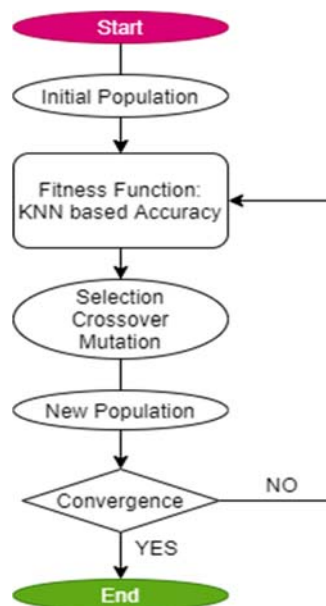 Start
Initial Population
Fitness Function:
KNN based Accuracy
Selection
Crossover
Mutation
New Population
Convergence
NO
YES
End